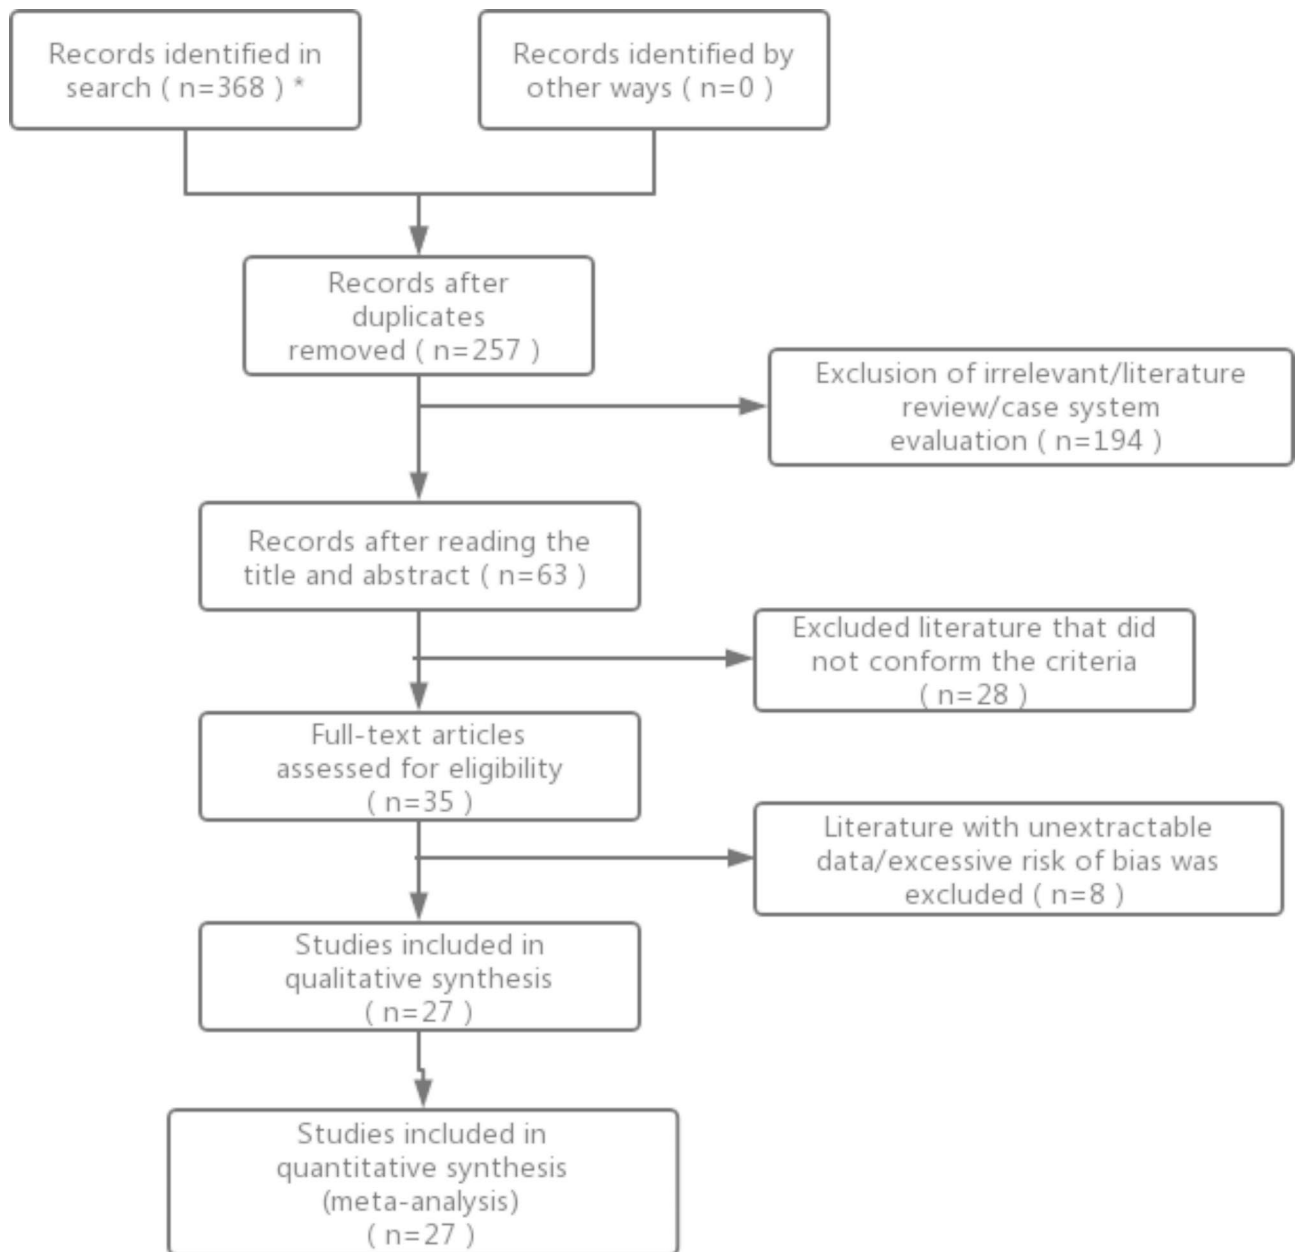 Records identified in
search ( n=368 ) *
Records identified by
other ways ( n=0 )
Records after
duplicates
removed ( n=257 )
Exclusion of irrelevant/literature
review/case system
evaluation ( n=194 )
Records after reading the
title and abstract ( n=63 )
Excluded literature that did
not conform the criteria
( n=28 )
Full-text articles
assessed for eligibility
( n=35 )
Literature with unextractable
data/excessive risk of bias was
excluded ( n=8 )
Studies included in
qualitative synthesis
( n=27 )
Studies included in
quantitative synthesis
(meta-analysis)
( n=27 )